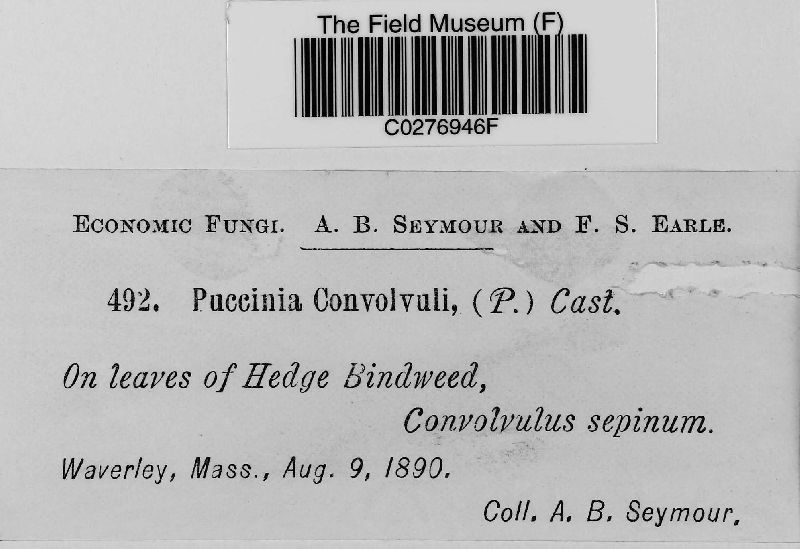 The Field Museum (F)
C0276946F
Economic Fungi. A. B. Seymour and F. S. Earle.
492. Puccinia Convolvuli, (P.) Cast.
On leaves of Hedge Bindweed,
Convolvulus sepinum.
Waverley, Mass., Aug. 9, 1890.
Coll. A. B. Seymour.